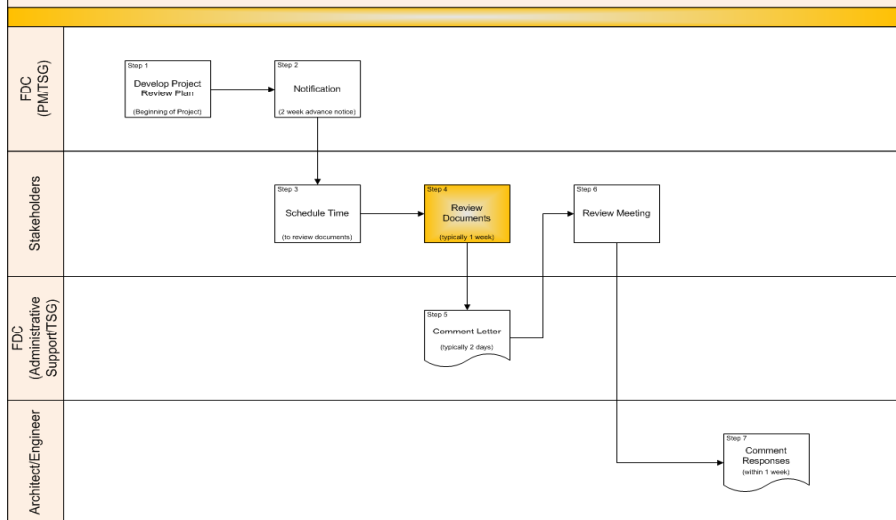 FDC
(PM/TSG)
Step 1
Develop Project
Review Plan
(Beginning of Project)
Step 2
Notification
(2 week advance notice)
Stakeholders
Step 3
Schedule Time
(to review documents)
Step 4
Review
Documents
(typically 1 week)
Step 6
Review Meeting
FDC
(Administrative
Support/TSG)
Step 5
Comment Letter
(typically 2 days)
Architect/Engineer
Step 7
Comment
Responses
(within 1 week)